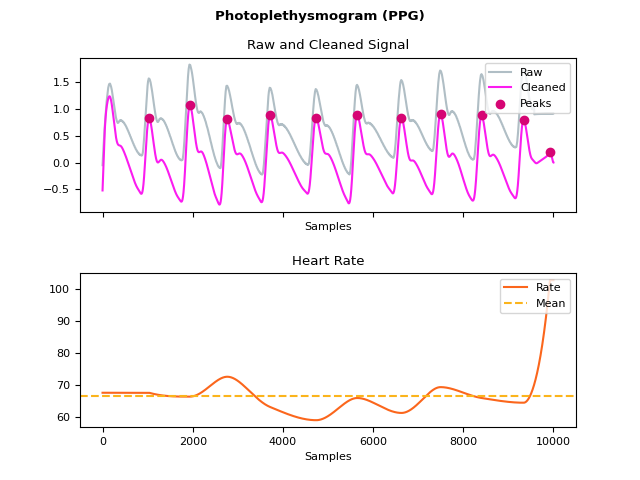 Photoplethysmogram (PPG)
Raw and Cleaned Signal
Raw
Cleaned
Peaks
1.5
1.0
0.5
0.0
−0.5
Samples
Heart Rate
Rate
Mean
100
90
80
70
60
0 2000 4000 6000 8000 10000
Samples